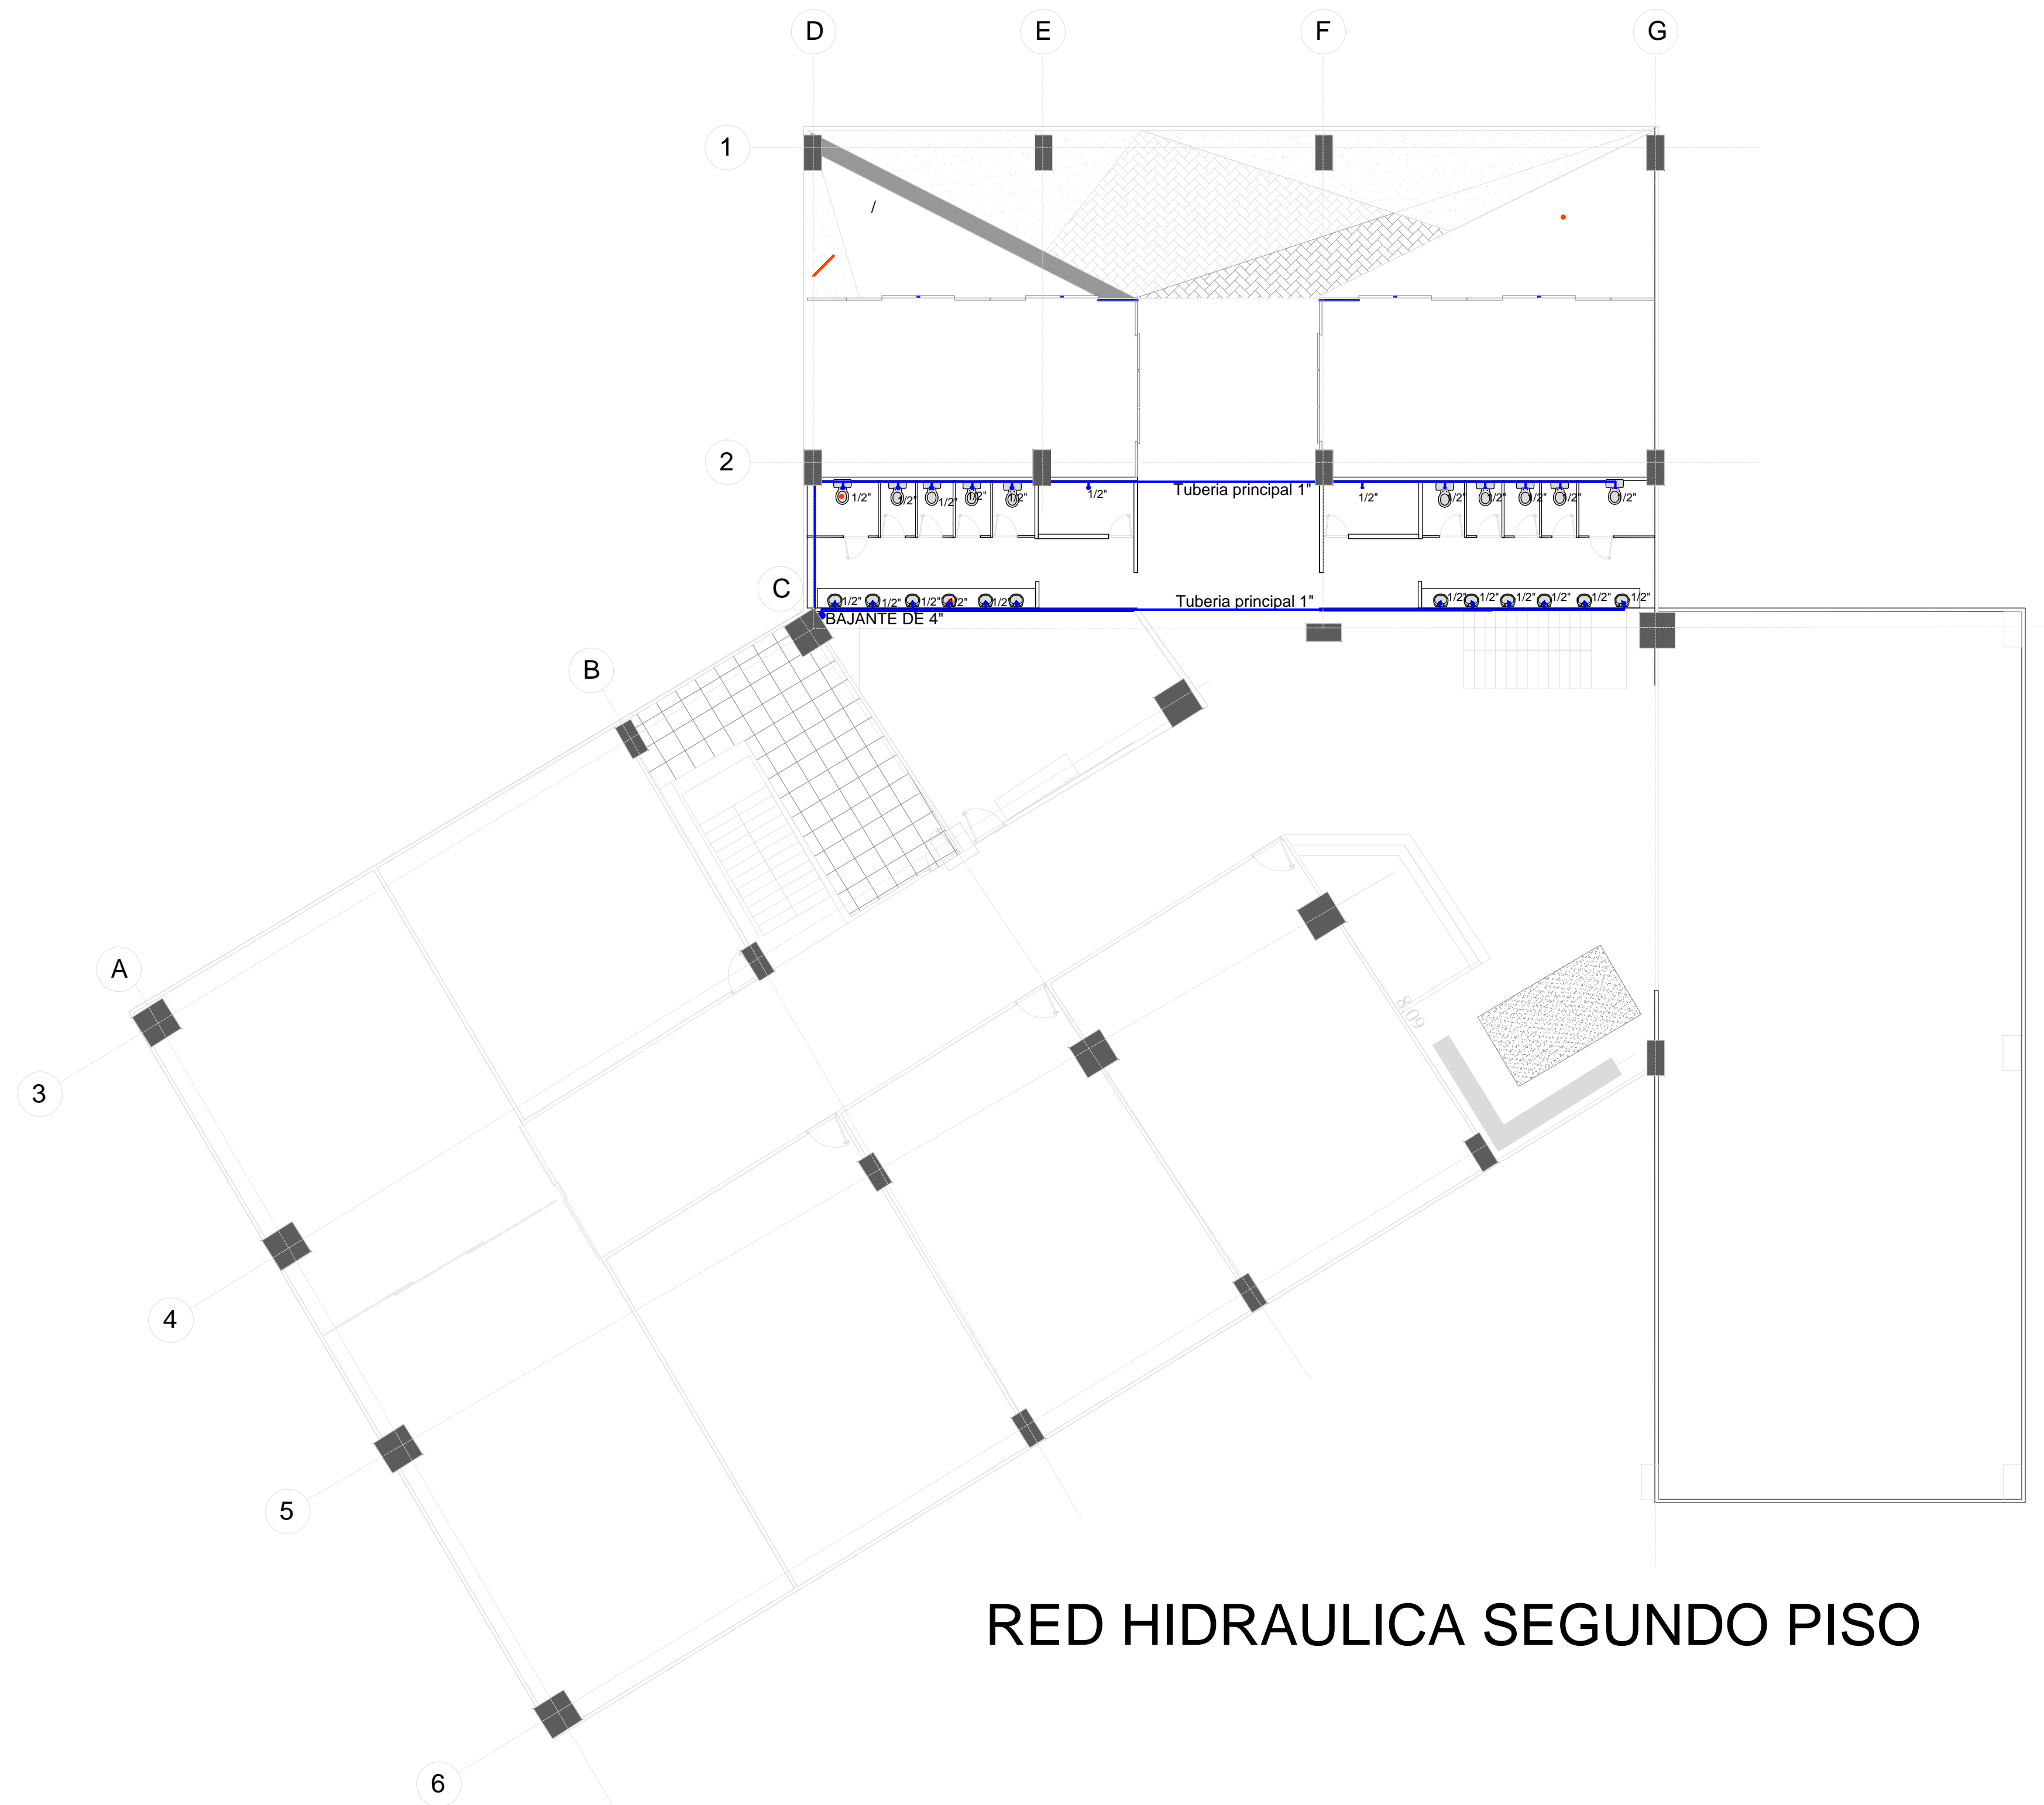 D E F G
1
/
2
1/2" 1/2" 1/2" 1/2" 1/2" 1/2" Tuberia principal 1" 1/2" 1/2" 1/2" 1/2" 1/2" 1/2"
C
1/2" 1/2" 1/2" 1/2" 1/2" Tuberia principal 1" 1/2" 1/2" 1/2" 1/2" 1/2" 1/2"
BAJANTE DE 4"
B
A
8.09
3
4
5
RED HIDRAULICA SEGUNDO PISO
6